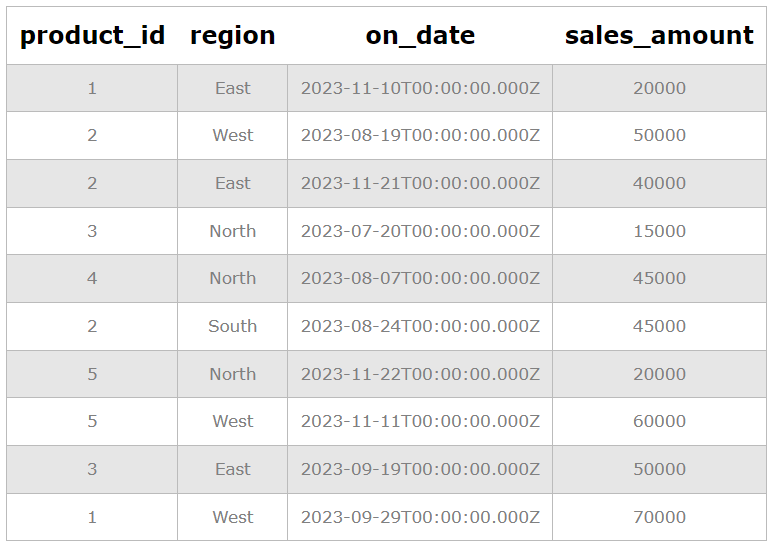 product_id region on_date sales_amount
1 East 2023-11-10T00:00:00.000Z 20000
2 West 2023-08-19T00:00:00.000Z 50000
2 East 2023-11-21T00:00:00.000Z 40000
3 North 2023-07-20T00:00:00.000Z 15000
4 North 2023-08-07T00:00:00.000Z 45000
2 South 2023-08-24T00:00:00.000Z 45000
5 North 2023-11-22T00:00:00.000Z 20000
5 West 2023-11-11T00:00:00.000Z 60000
3 East 2023-09-19T00:00:00.000Z 50000
1 West 2023-09-29T00:00:00.000Z 70000